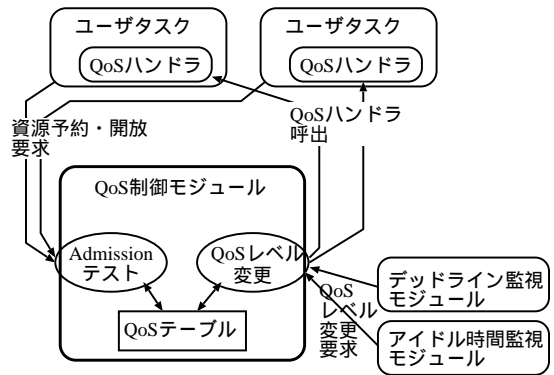 ユーザタスク
QoSハンドラ
ユーザタスク
QoSハンドラ
資源予約・開放
要求
QoSハンドラ
呼出
QoS制御モジュール
Admission
テスト
QoSレベル
変更
QoSテーブル
QoS
レベル
変更
要求
デッドライン監視
モジュール
アイドル時間監視
モジュール